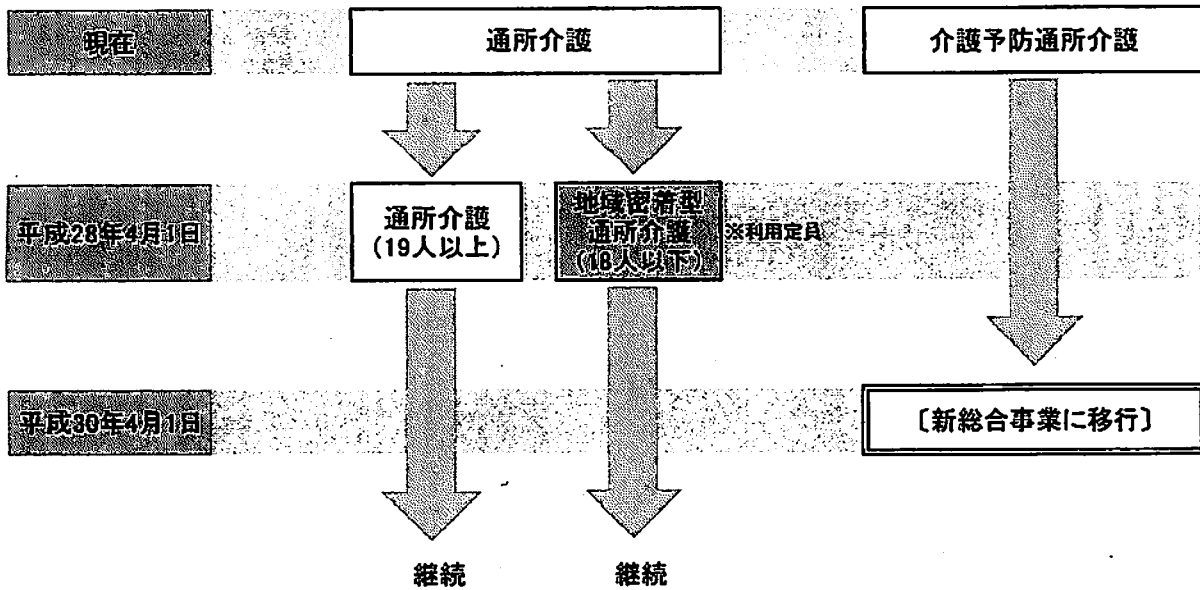 現在
通所介護
介護予防通所介護
平成28年4月1日
通所介護
(19人以上)
地域密着型
通所介護
(18人以下)
※利用定員
平成30年4月1日
〔新総合事業に移行〕
継続
継続